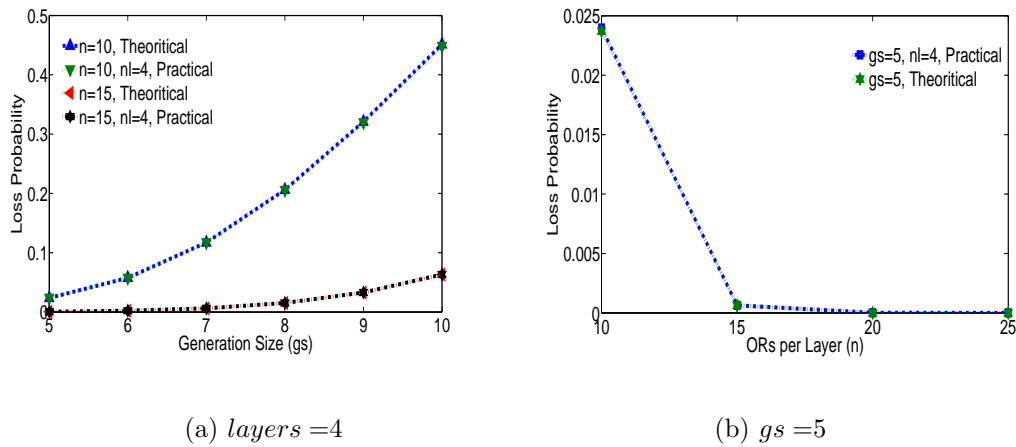 0.5
0.4
0.3
0.2
0.1
0
Loss Probability
n=10, Theoritical
n=10, nl=4, Practical
n=15, Theoritical
n=15, nl=4, Practical
5 6 7 8 9 10
Generation Size (gs)
(a) layers =4
0.025
0.02
0.015
0.01
0.005
0
Loss Probability
gs=5, nl=4, Practical
gs=5, Theoritical
10 15 20 25
ORs per Layer (n)
(b) gs =5